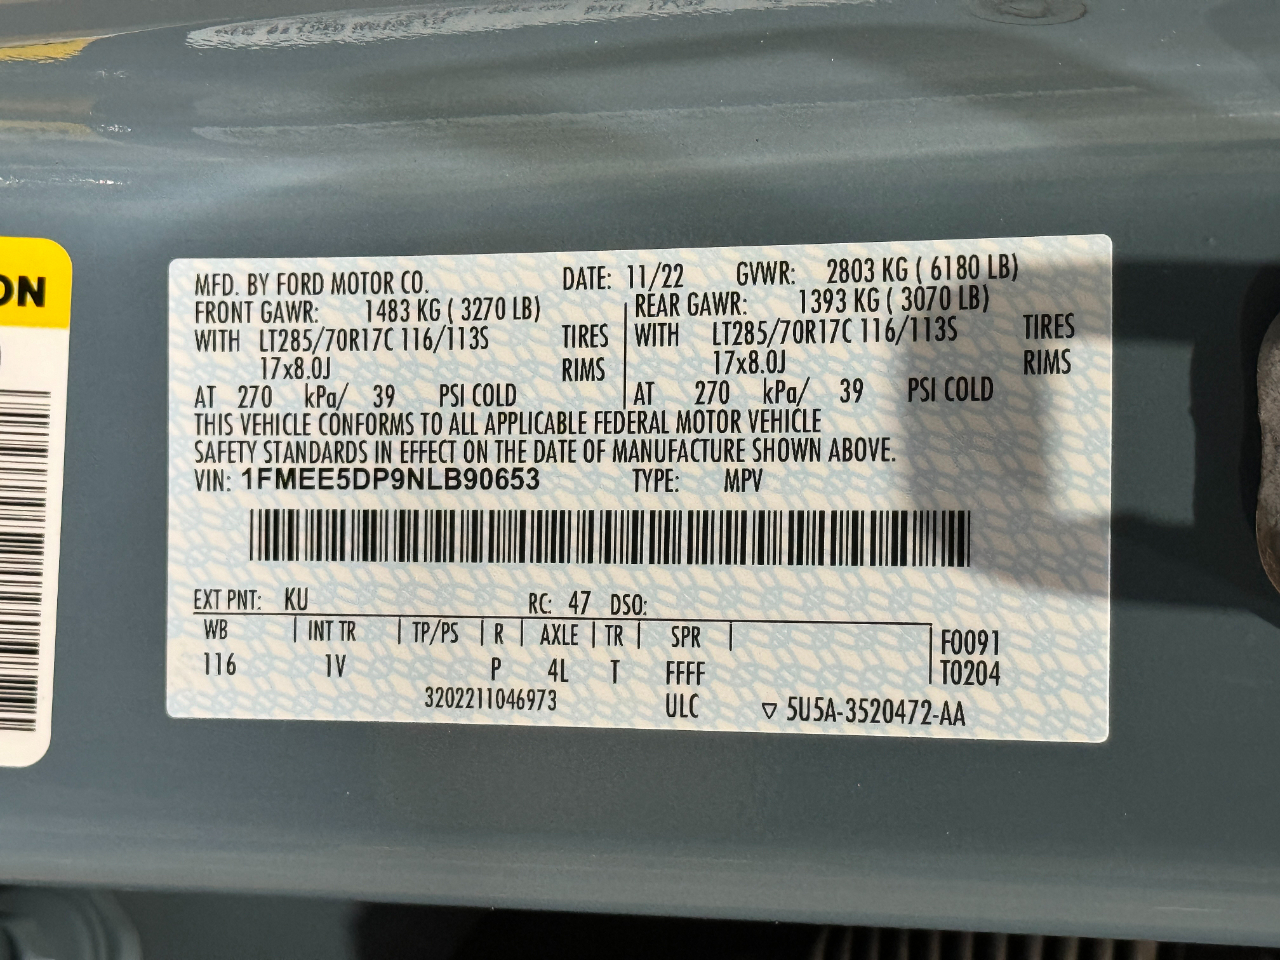 ON
MFD. BY FORD MOTOR CO. DATE: 11/22 GVWR: 2803 KG ( 6180 LB)
FRONT GAWR: 1483 KG ( 3270 LB) REAR GAWR: 1393 KG ( 3070 LB)
WITH LT285/70R17C 116/113S TIRES WITH LT285/70R17C 116/113S TIRES
17x8.0J RIMS 17x8.0J RIMS
AT 270 kPa/ 39 PSI COLD AT 270 kPa/ 39 PSI COLD
THIS VEHICLE CONFORMS TO ALL APPLICABLE FEDERAL MOTOR VEHICLE
SAFETY STANDARDS IN EFFECT ON THE DATE OF MANUFACTURE SHOWN ABOVE.
VIN: 1FMEE5DP9NLB90653 TYPE: MPV
EXT PNT: KU RC: 47 DSO:
WB INT TR TP/PS R AXLE TR SPR F0091
116 1V P 4L T FFFF T0204
3202211046973 ULC ▽ 5U5A-3520472-AA